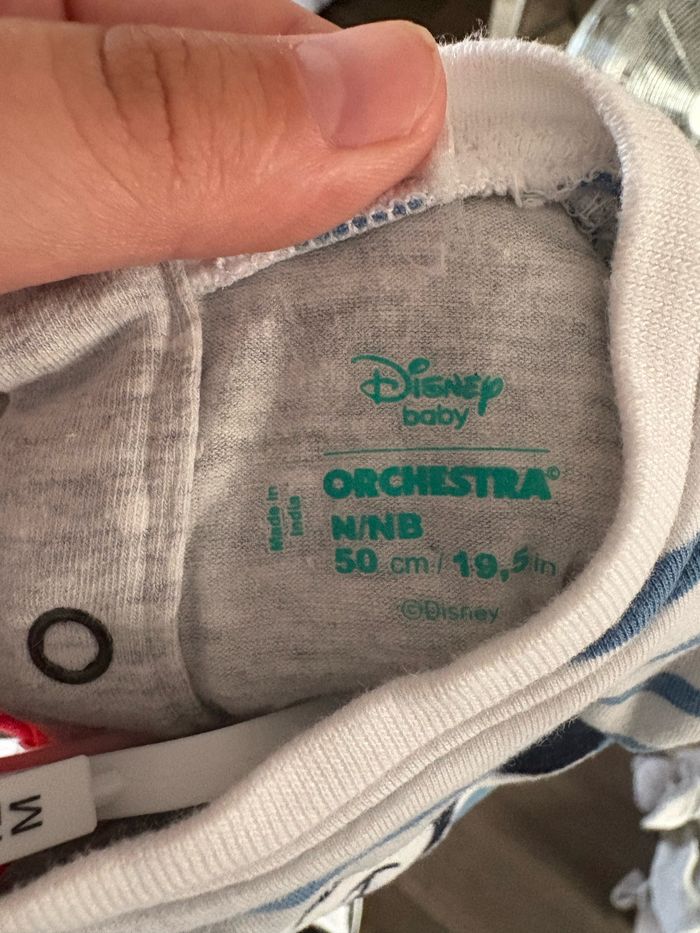 Disney
baby
ORCHESTRA©
Made in
India
N/NB
50 cm / 19,5 in
©Disney
M